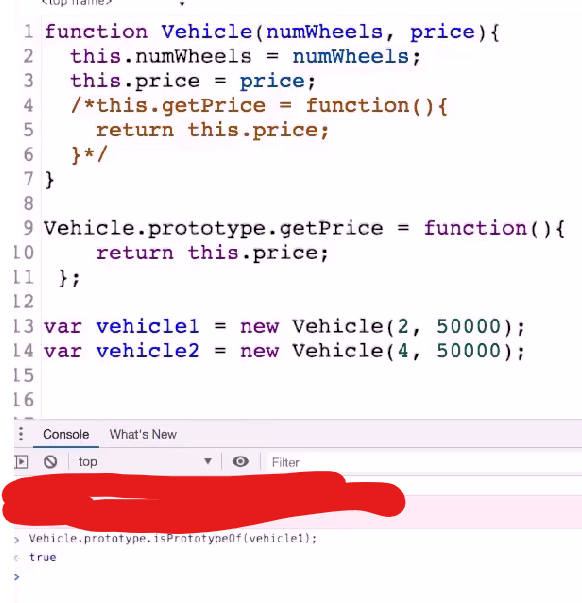 <top frame>
1 function Vehicle(numWheels, price){
2 this.numWheels = numWheels;
3 this.price = price;
4 /*this.getPrice = function(){
5 return this.price;
6 }*/
7 }
8
9 Vehicle.prototype.getPrice = function(){
10 return this.price;
11 };
12
13 var vehicle1 = new Vehicle(2, 50000);
14 var vehicle2 = new Vehicle(4, 50000);
15
16
Console What's New
top Filter
> Vehicle.prototype.isPrototypeOf(vehicle1);
< true
>